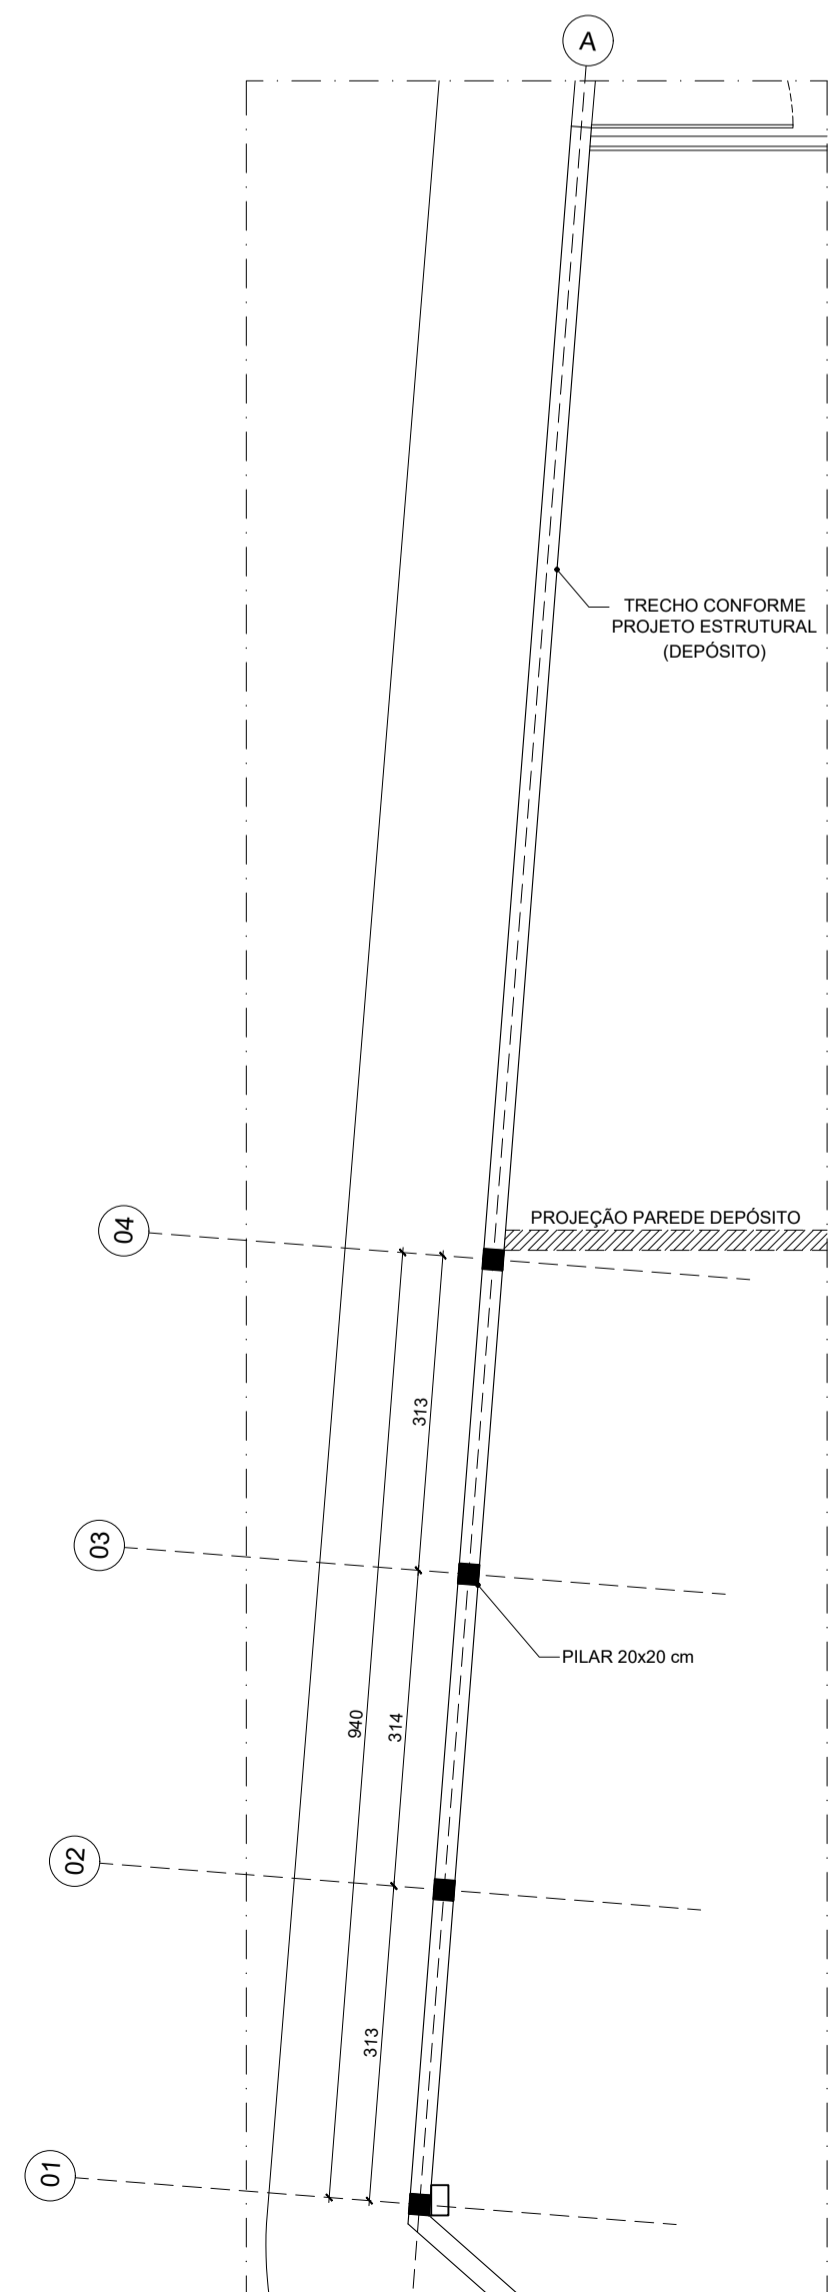 A
TRECHO CONFORME
PROJETO ESTRUTURAL
(DEPÓSITO)
PROJEÇÃO PAREDE DEPÓSITO
04
313
03
PILAR 20x20 cm
940
314
02
313
01